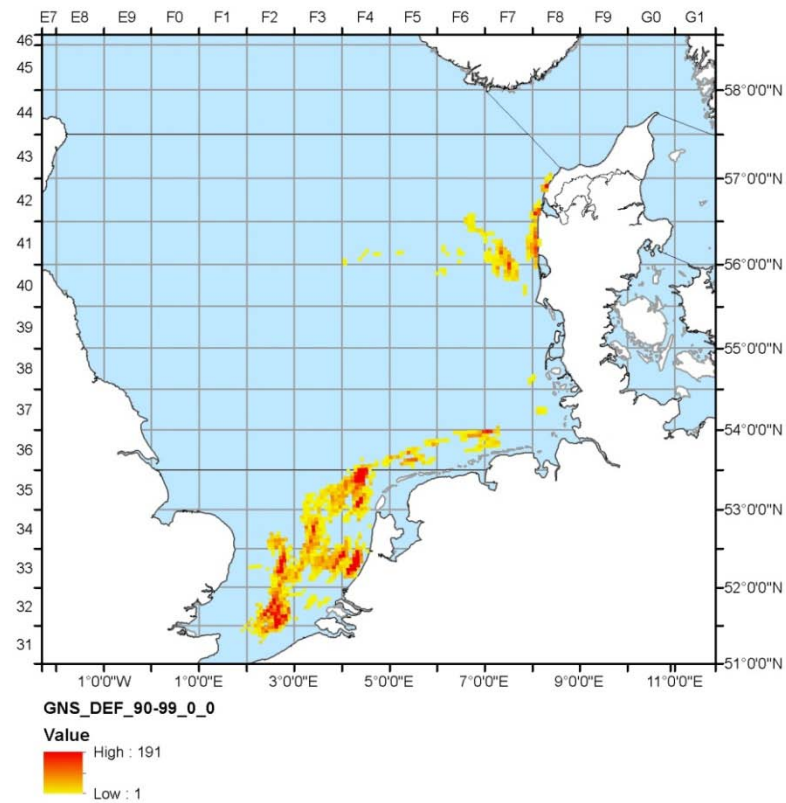 E7 E8 E9 F0 F1 F2 F3 F4 F5 F6 F7 F8 F9 G0 G1
46
45
58°0'0"N
44
43
57°0'0"N
42
41
56°0'0"N
40
39
55°0'0"N
38
37
54°0'0"N
36
35
53°0'0"N
34
33
52°0'0"N
32
31
51°0'0"N
1°0'0"W 1°0'0"E 3°0'0"E 5°0'0"E 7°0'0"E 9°0'0"E 11°0'0"E
GNS_DEF_90-99_0_0
Value
High : 191
Low : 1